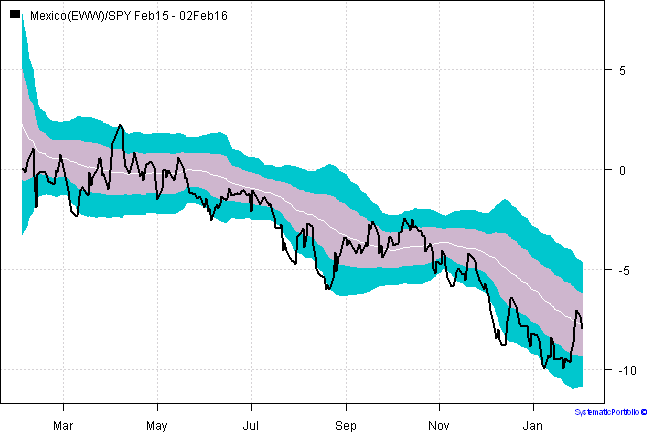 Mexico(EWW)/SPY Feb15 - 02Feb16
5
0
-5
-10
Mar May Jul Sep Nov Jan
SystematicPortfolio ©